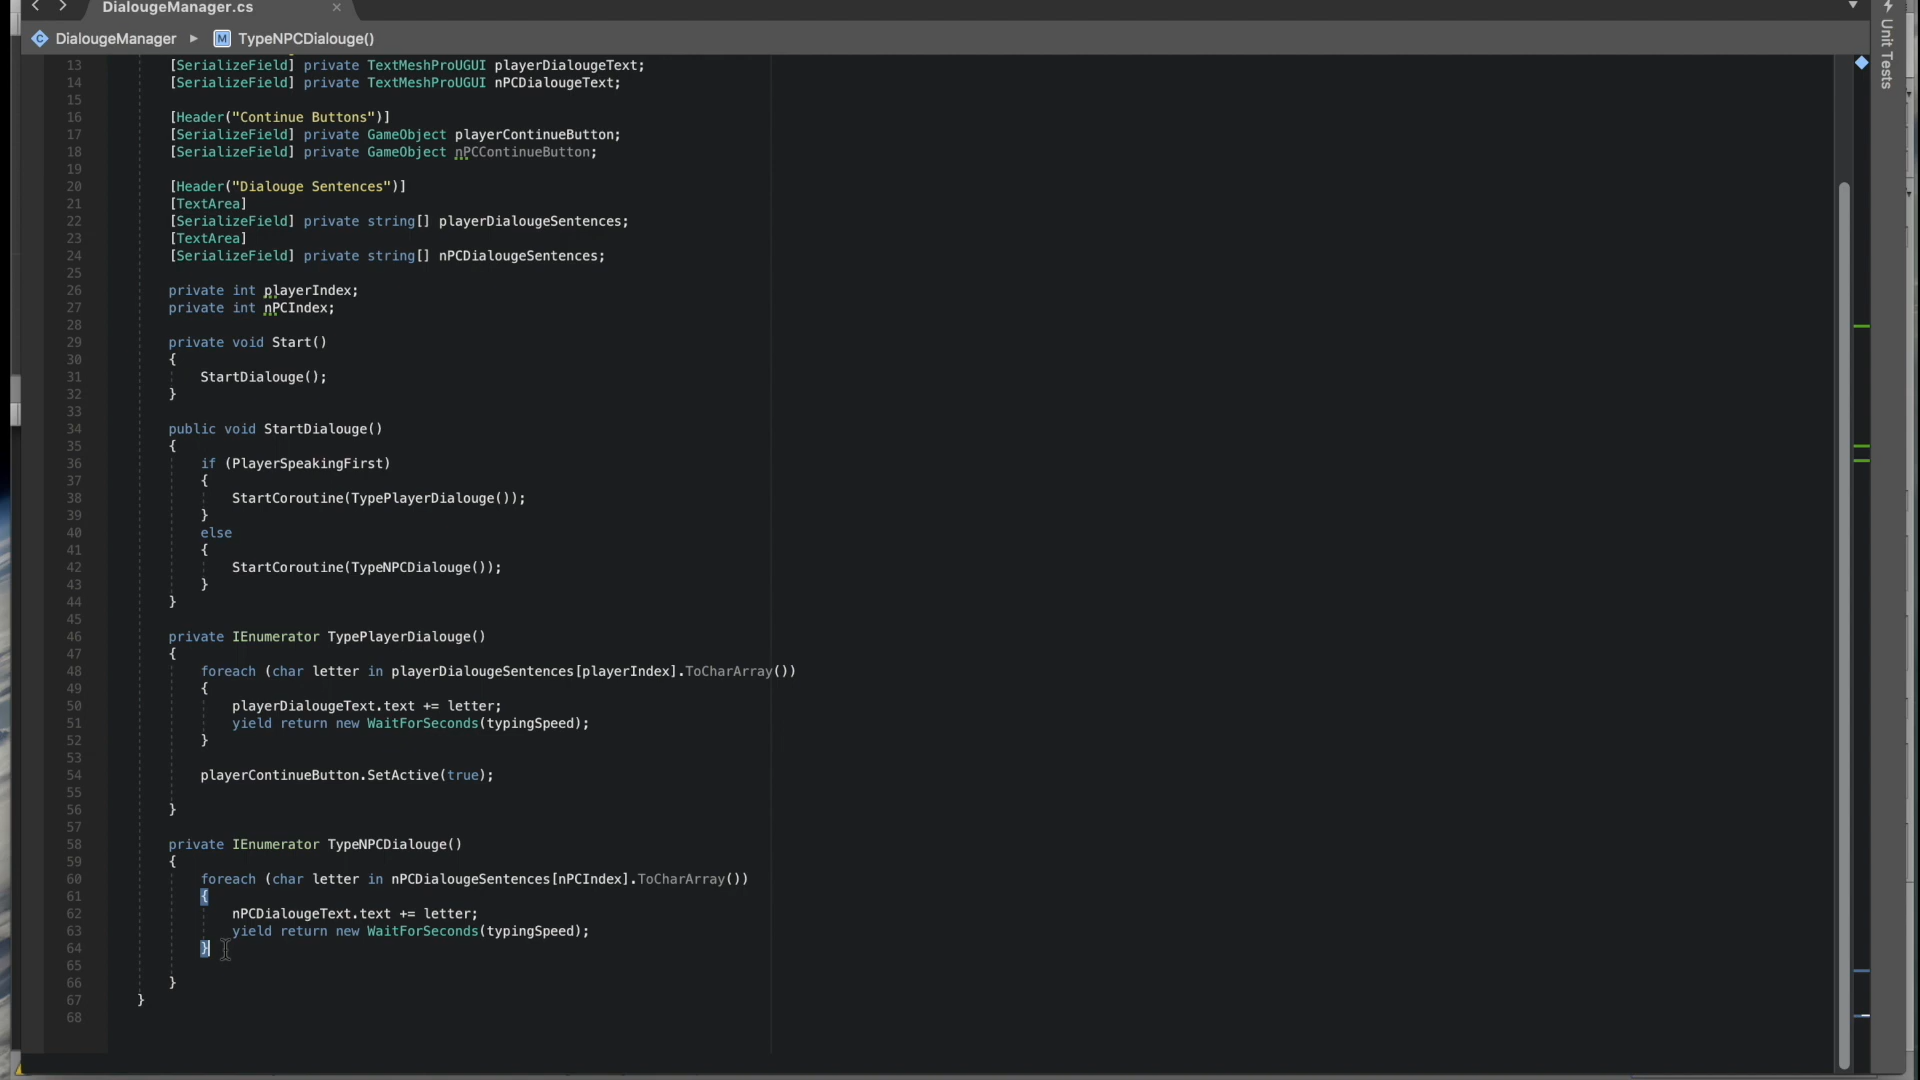 DialougeManager.cs
DialougeManager ▸ M TypeNPCDialouge()
Unit Tests
13 [SerializeField] private TextMeshProUGUI playerDialougeText;
14 [SerializeField] private TextMeshProUGUI nPCDialougeText;
15
16 [Header("Continue Buttons")]
17 [SerializeField] private GameObject playerContinueButton;
18 [SerializeField] private GameObject nPCContinueButton;
19
20 [Header("Dialouge Sentences")]
21 [TextArea]
22 [SerializeField] private string[] playerDialougeSentences;
23 [TextArea]
24 [SerializeField] private string[] nPCDialougeSentences;
25
26 private int playerIndex;
27 private int nPCIndex;
28
29 private void Start()
30 {
31 StartDialouge();
32 }
33
34 public void StartDialouge()
35 {
36 if (PlayerSpeakingFirst)
37 {
38 StartCoroutine(TypePlayerDialouge());
39 }
40 else
41 {
42 StartCoroutine(TypeNPCDialouge());
43 }
44 }
45
46 private IEnumerator TypePlayerDialouge()
47 {
48 foreach (char letter in playerDialougeSentences[playerIndex].ToCharArray())
49 {
50 playerDialougeText.text += letter;
51 yield return new WaitForSeconds(typingSpeed);
52 }
53
54 playerContinueButton.SetActive(true);
55
56 }
57
58 private IEnumerator TypeNPCDialouge()
59 {
60 foreach (char letter in nPCDialougeSentences[nPCIndex].ToCharArray())
61 {
62 nPCDialougeText.text += letter;
63 yield return new WaitForSeconds(typingSpeed);
64 }
65
66 }
67 }
68